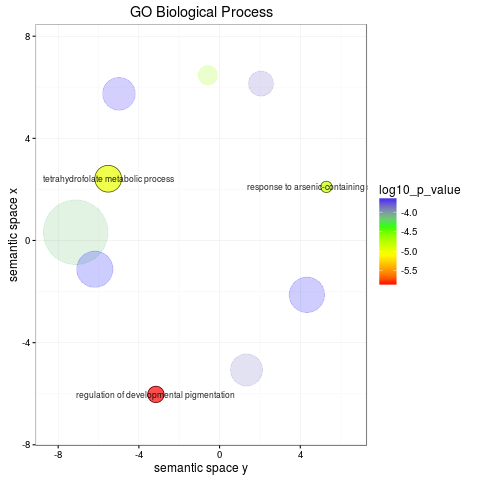 GO Biological Process
8
4
0
-4
-8
semantic space x
tetrahydrofolate metabolic process
response to arsenic-containing
regulation of developmental pigmentation
-8
-4
0
4
semantic space y
log10_p_value
-4.0
-4.5
-5.0
-5.5